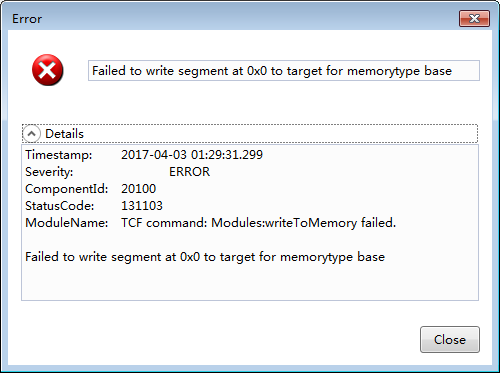 Error
Failed to write segment at 0x0 to target for memorytype base
Details
Timestamp: 2017-04-03 01:29:31.299
Severity: ERROR
ComponentId: 20100
StatusCode: 131103
ModuleName: TCF command: Modules:writeToMemory failed.
Failed to write segment at 0x0 to target for memorytype base
Close